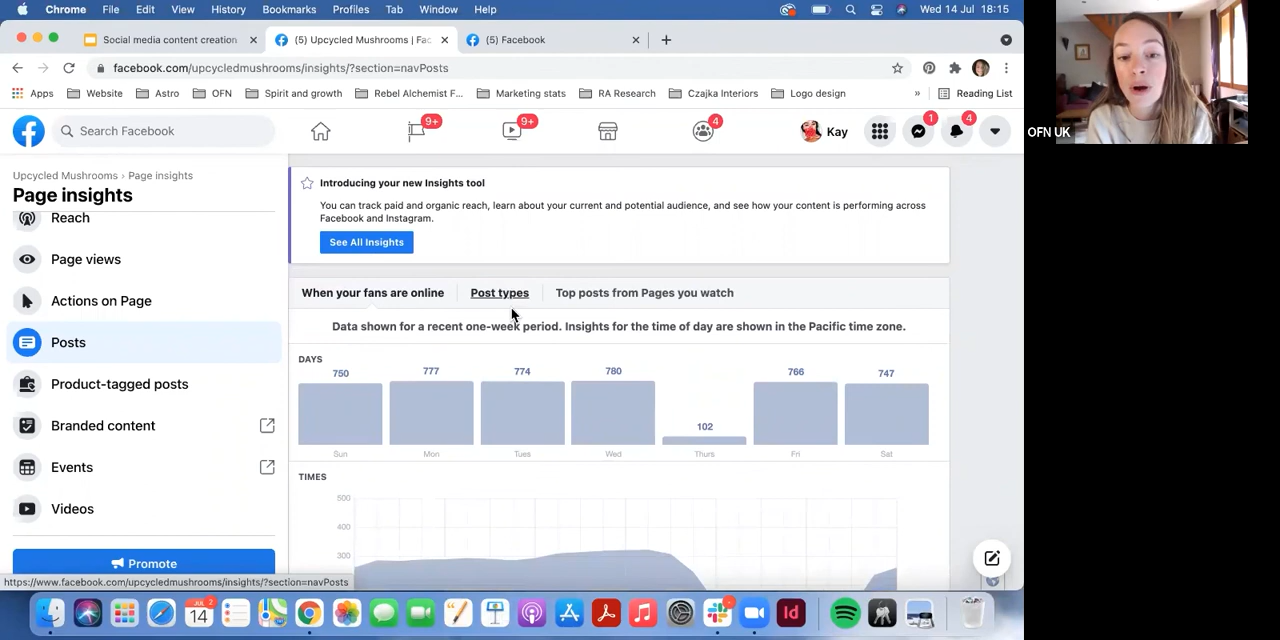 Chrome File Edit View History Bookmarks Profiles Tab Window Help Wed 14 Jul 18:15
Social media content creation (5) Upcycled Mushrooms | Fac (5) Facebook
facebook.com/upcycledmushrooms/insights/?section=navPosts
Apps Website Astro OFN Spirit and growth Rebel Alchemist F... Marketing stats RA Research Czajka Interiors Logo design » Reading List
Search Facebook 9+ 9+ 4 Kay 1 4
OFN UK
Upcycled Mushrooms › Page insights
Page insights
Reach
Page views
Actions on Page
Posts
Product-tagged posts
Branded content
Events
Videos
Promote
https://www.facebook.com/upcycledmushrooms/insights/?section=navPosts
Introducing your new Insights tool
You can track paid and organic reach, learn about your current and potential audience, and see how your content is performing across
Facebook and Instagram.
See All Insights
When your fans are online Post types Top posts from Pages you watch
Data shown for a recent one-week period. Insights for the time of day are shown in the Pacific time zone.
DAYS
750 777 774 780 102 766 747
Sun Mon Tues Wed Thurs Fri Sat
TIMES
500
400
300
JUL 2
14
Id